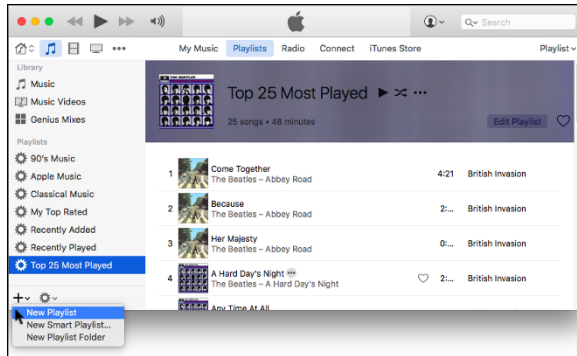 Search
My Music Playlists Radio Connect iTunes Store Playlist
Library
Music
Music Videos
Genius Mixes
Playlists
90's Music
Apple Music
Classical Music
My Top Rated
Recently Added
Recently Played
Top 25 Most Played
New Playlist
New Smart Playlist...
New Playlist Folder
Top 25 Most Played
25 songs • 48 minutes
Edit Playlist
1 Come Together 4:21 British Invasion
The Beatles – Abbey Road
2 Because 2:... British Invasion
The Beatles – Abbey Road
3 Her Majesty 0:... British Invasion
The Beatles – Abbey Road
4 A Hard Day's Night 2:... British Invasion
The Beatles – A Hard Day's Night
Any Time At All